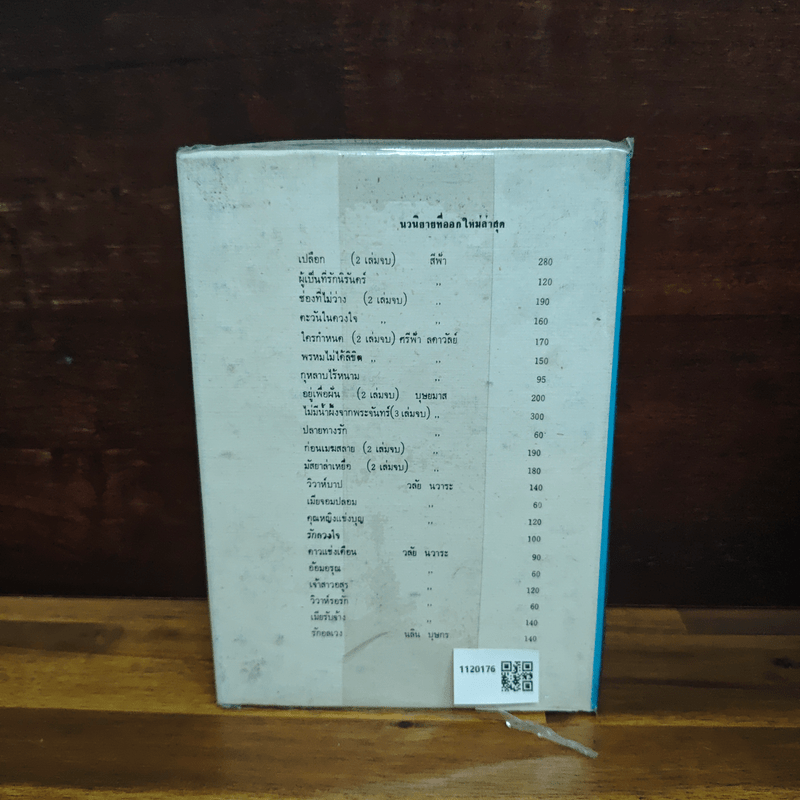 นวนิยายที่ออกใหม่ล่าสุด
เปลือก (2 เล่มจบ) สีฟ้า 280
ผู้เป็นที่รักนิรันดร์ ,, 120
ช่องที่ไม่ว่าง (2 เล่มจบ) ,, 190
ตะวันในดวงใจ ,, ,, 160
ใครกำหนด (2 เล่มจบ) ศรีฟ้า ลดาวัลย์ 170
พรหมไม่ได้ลิขิต ,, ,, 150
กุหลาบไร้หนาม ,, 95
อยู่เพื่อฝัน (2 เล่มจบ) บุษยมาส 200
ไม่มีน้ำผึ้งจากพระจันทร์(3 เล่มจบ) ,, 300
ปลายทางรัก ,, 60
ก่อนเมฆสลาย (2 เล่มจบ) ,, 190
มัสยาล่าเหยื่อ (2 เล่มจบ) ,, 180
วิวาห์บาป วลัย นวาระ 140
เมียจอมปลอม ,, 60
คุณหญิงแข่งบุญ ,, 120
รักลวงใจ 100
ดาวแข่งเดือน วลัย นวาระ 90
อ้อมอรุณ ,, 60
เจ้าสาวอสุร ,, 120
วิวาห์รอรัก ,, 60
เมียรับจ้าง ,, 140
รักอลเวง นลิน บุษกร 140
1120176